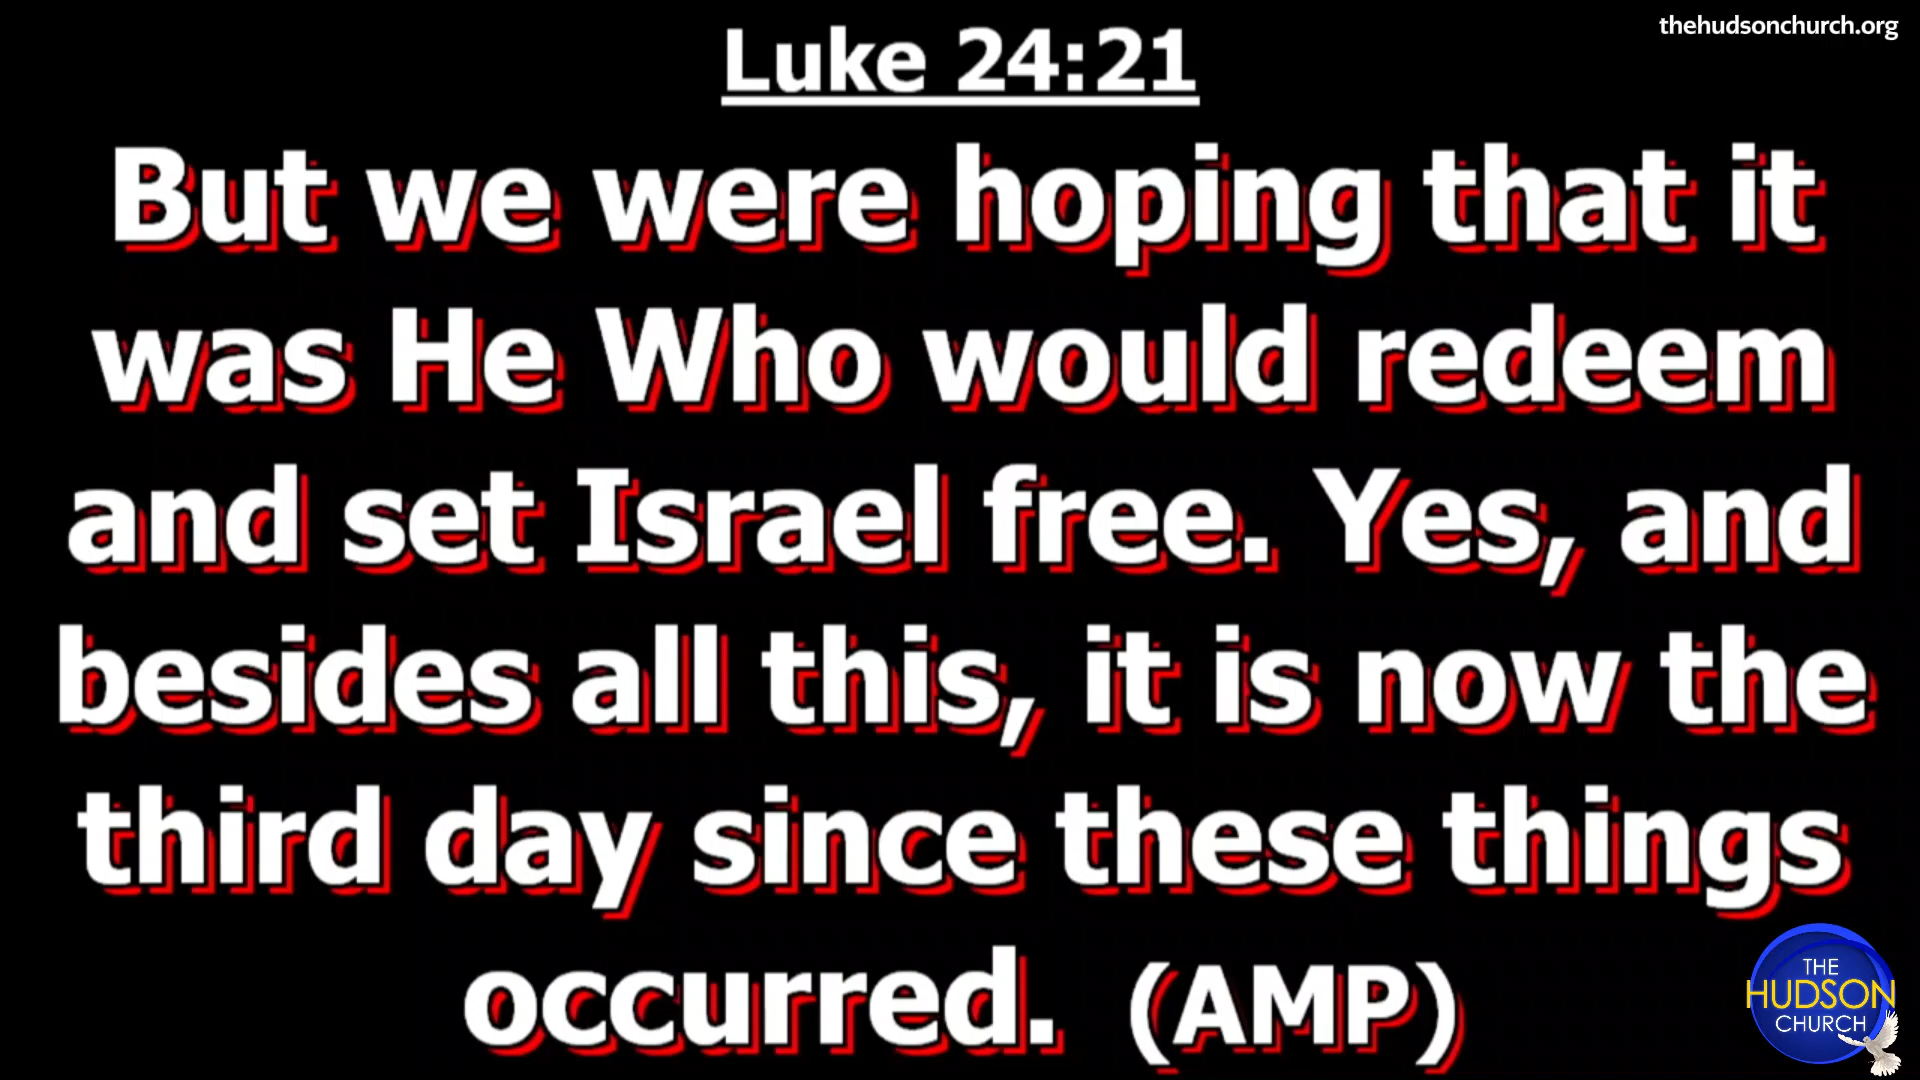 thehudsonchurch.org
Luke 24:21
But we were hoping that it
was He Who would redeem
and set Israel free. Yes, and
besides all this, it is now the
third day since these things
occurred. (AMP)
THE
HUDSON
CHURCH